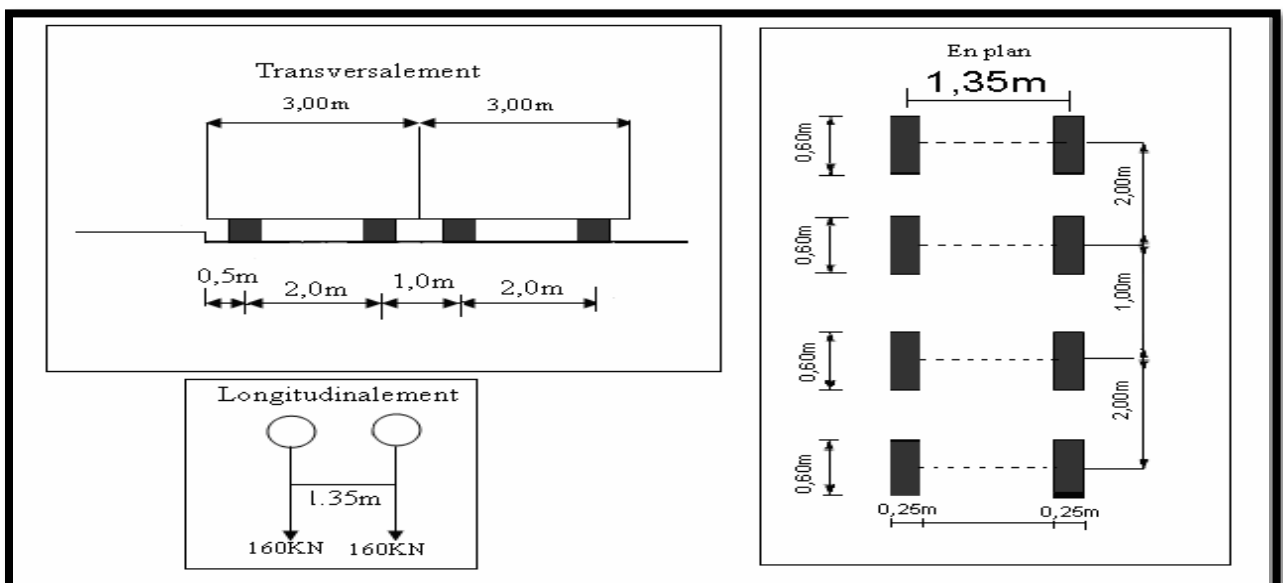 Transversalement
3,00m 3,00m
0,5m 2,0m 1,0m 2,0m
Longitudinalement
1.35m
160KN 160KN
En plan
1,35m
0,60m
2,00m
0,60m
1,00m
0,60m
2,00m
0,60m
0,25m 0,25m